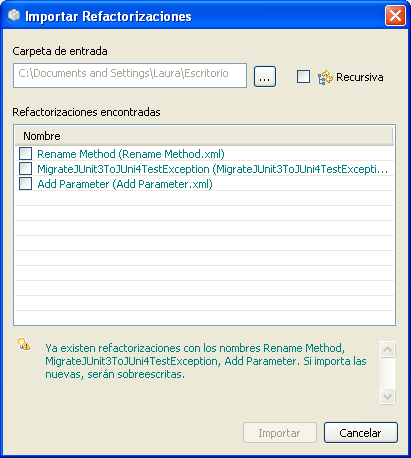 Importar Refactorizaciones
Carpeta de entrada
C:\Documents and Settings\Laura\Escritorio
...
Recursiva
Refactorizaciones encontradas
Nombre
Rename Method (Rename Method.xml)
MigrateJUnit3ToJUni4TestException (MigrateJUnit3ToJUni4TestExcepti...
Add Parameter (Add Parameter.xml)
Ya existen refactorizaciones con los nombres Rename Method,
MigrateJUnit3ToJUni4TestException, Add Parameter. Si importa las
nuevas, serán sobreescritas.
Importar
Cancelar